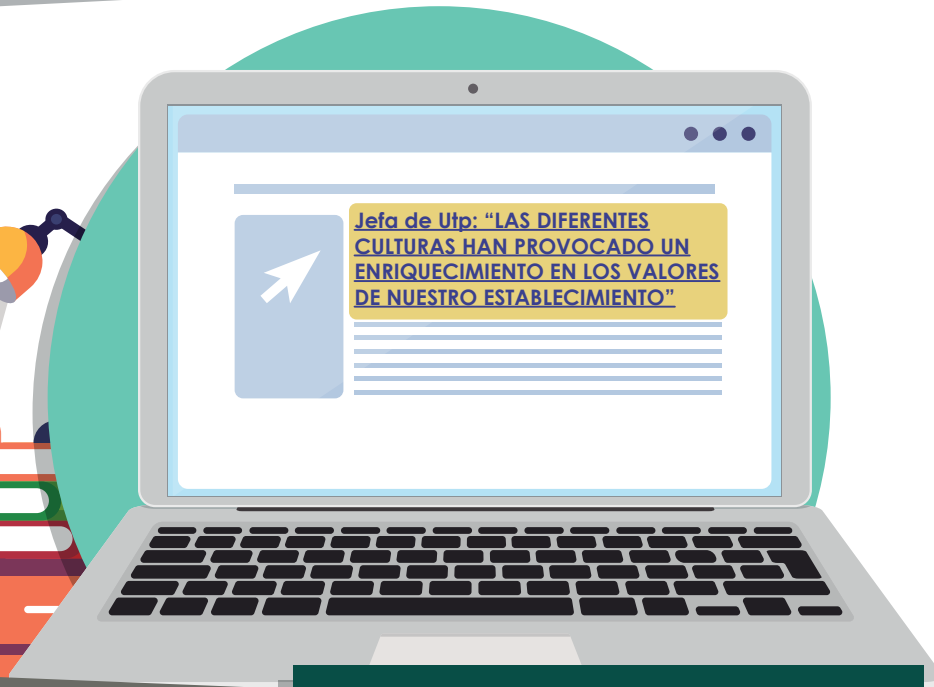 Jefa de Utp: “LAS DIFERENTES
CULTURAS HAN PROVOCADO UN
ENRIQUECIMIENTO EN LOS VALORES
DE NUESTRO ESTABLECIMIENTO”